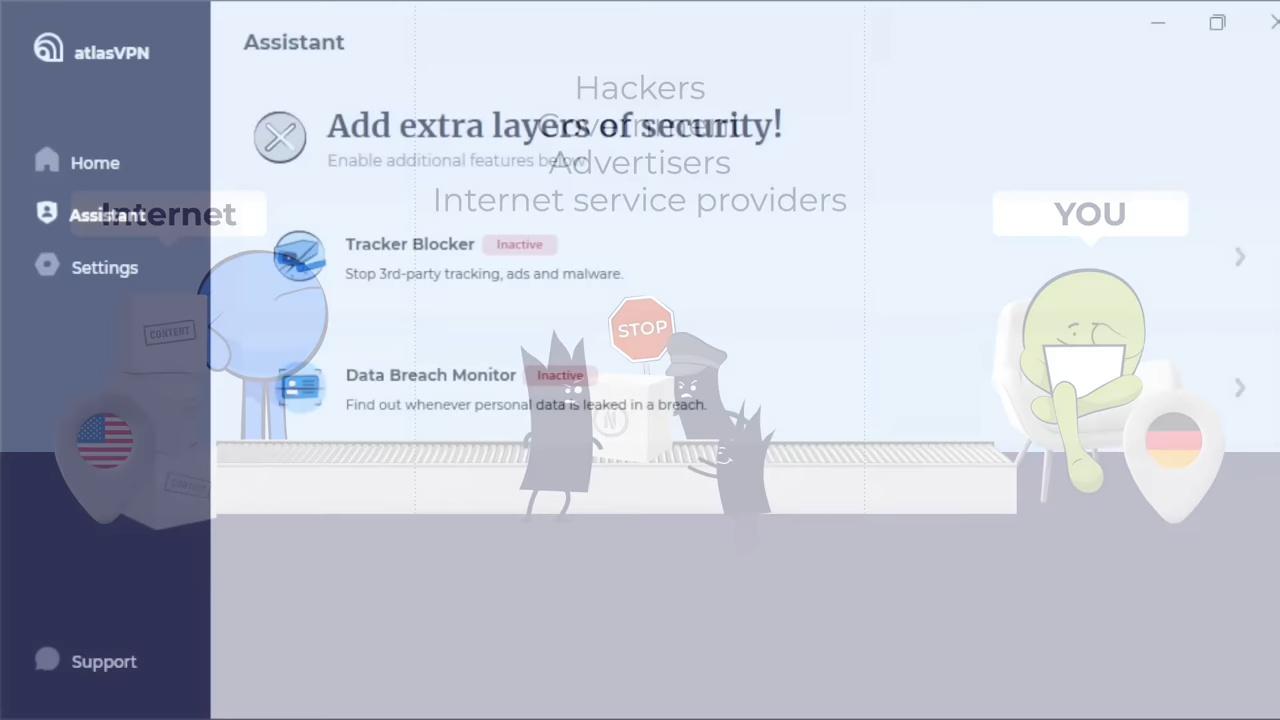 atlasVPN
Assistant
Hackers
Add extra layers of security!
Government
Enable additional features below
Advertisers
Internet service providers
Home
Assistant
Settings
Support
Internet
YOU
Tracker Blocker
Inactive
Stop 3rd-party tracking, ads and malware.
CONTENT
STOP
Data Breach Monitor
Inactive
Find out whenever personal data is leaked in a breach.
N
CONTENT